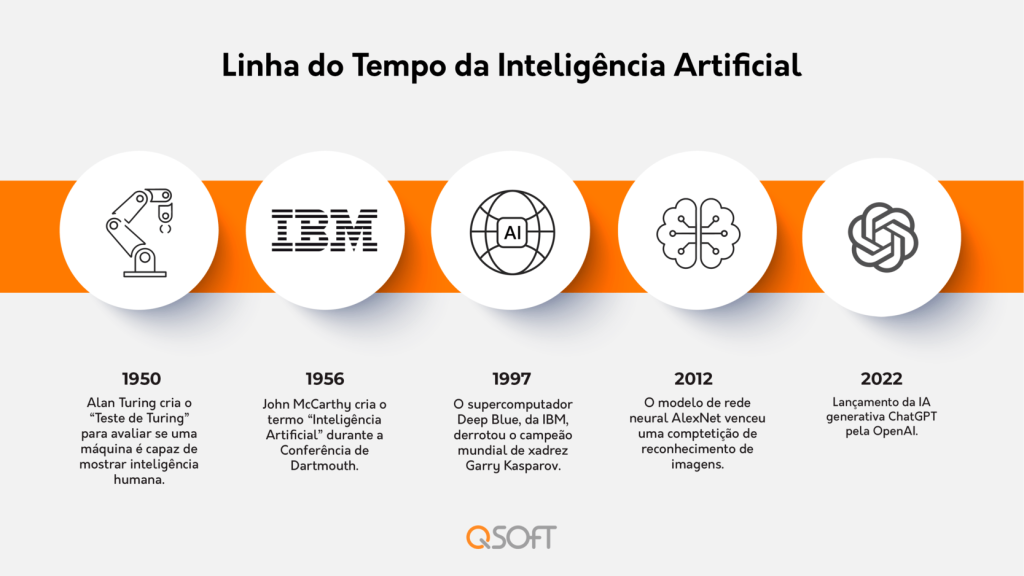 Linha do Tempo da Inteligência Artificial
IBM
AI
1950
Alan Turing cria o
“Teste de Turing”
para avaliar se uma
máquina é capaz de
mostrar inteligência
humana.
1956
John McCarthy cria o
termo “Inteligência
Artificial” durante a
Conferência de
Dartmouth.
1997
O supercomputador
Deep Blue, da IBM,
derrotou o campeão
mundial de xadrez
Garry Kasparov.
2012
O modelo de rede
neural AlexNet venceu
uma comptetição de
reconhecimento de
imagens.
2022
Lançamento da IA
generativa ChatGPT
pela OpenAI.
QSOFT